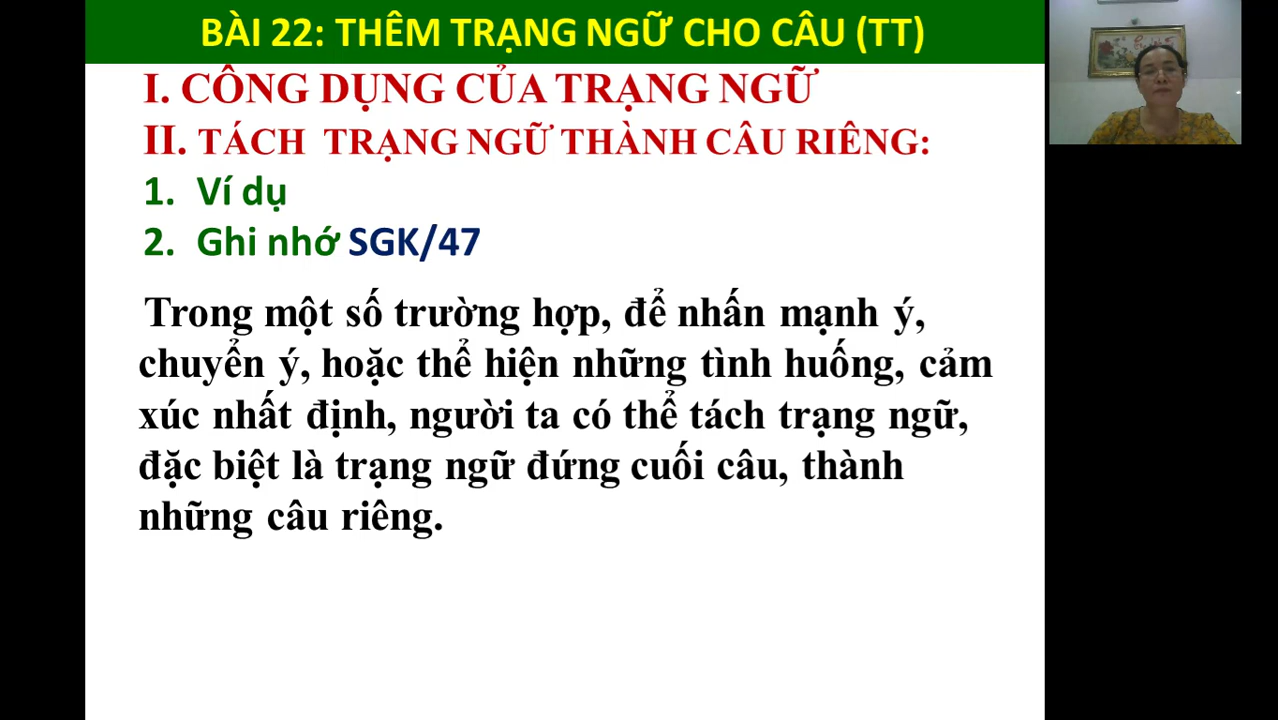 BÀI 22: THÊM TRẠNG NGỮ CHO CÂU (TT)
I. CÔNG DỤNG CỦA TRẠNG NGỮ
II. TÁCH TRẠNG NGỮ THÀNH CÂU RIÊNG:
1. Ví dụ
2. Ghi nhớ SGK/47
Trong một số trường hợp, để nhấn mạnh ý,
chuyển ý, hoặc thể hiện những tình huống, cảm
xúc nhất định, người ta có thể tách trạng ngữ,
đặc biệt là trạng ngữ đứng cuối câu, thành
những câu riêng.